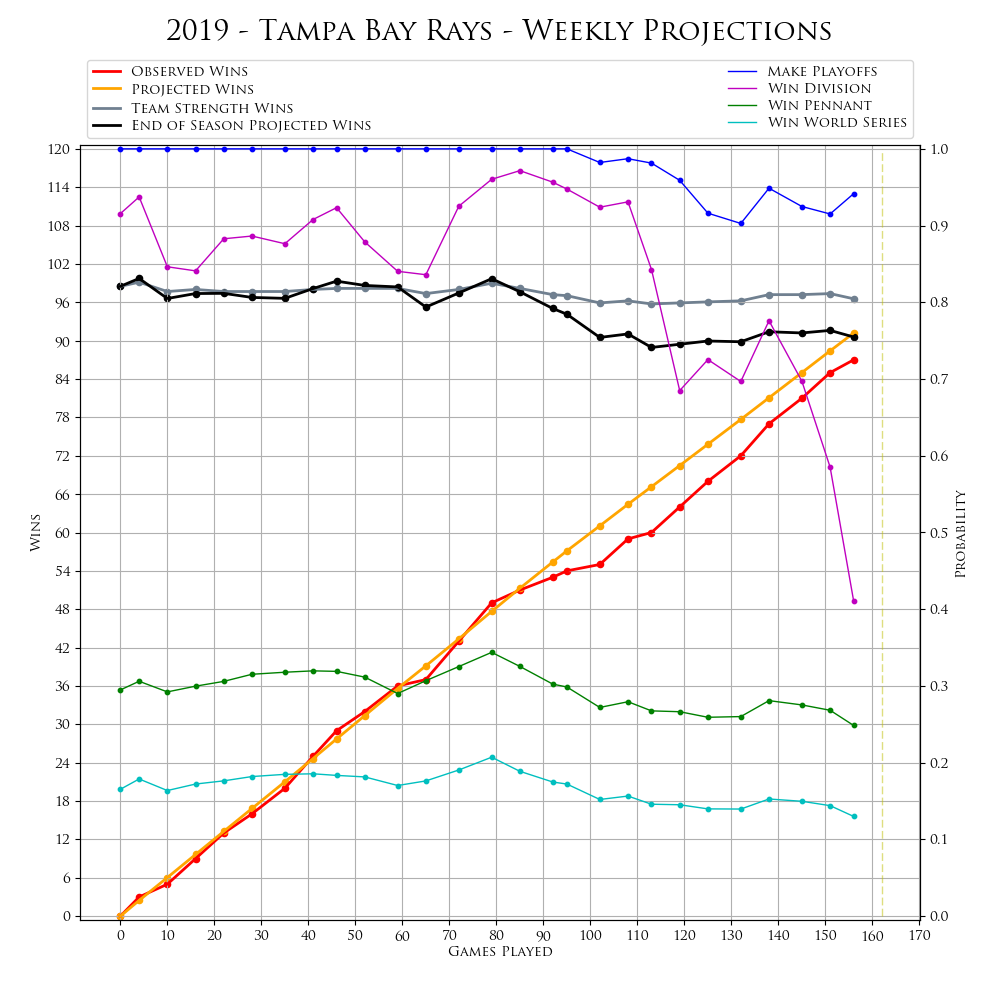 2019 - Tampa Bay Rays - Weekly Projections
Observed Wins
Projected Wins
Team Strength Wins
End of Season Projected Wins
Make Playoffs
Win Division
Win Pennant
Win World Series
120
114
108
102
96
90
84
78
72
66
60
54
48
42
36
30
24
18
12
6
0
Wins
1.0
0.9
0.8
0.7
0.6
0.5
0.4
0.3
0.2
0.1
0.0
Probability
0 10 20 30 40 50 60 70 80 90 100 110 120 130 140 150 160 170
Games Played